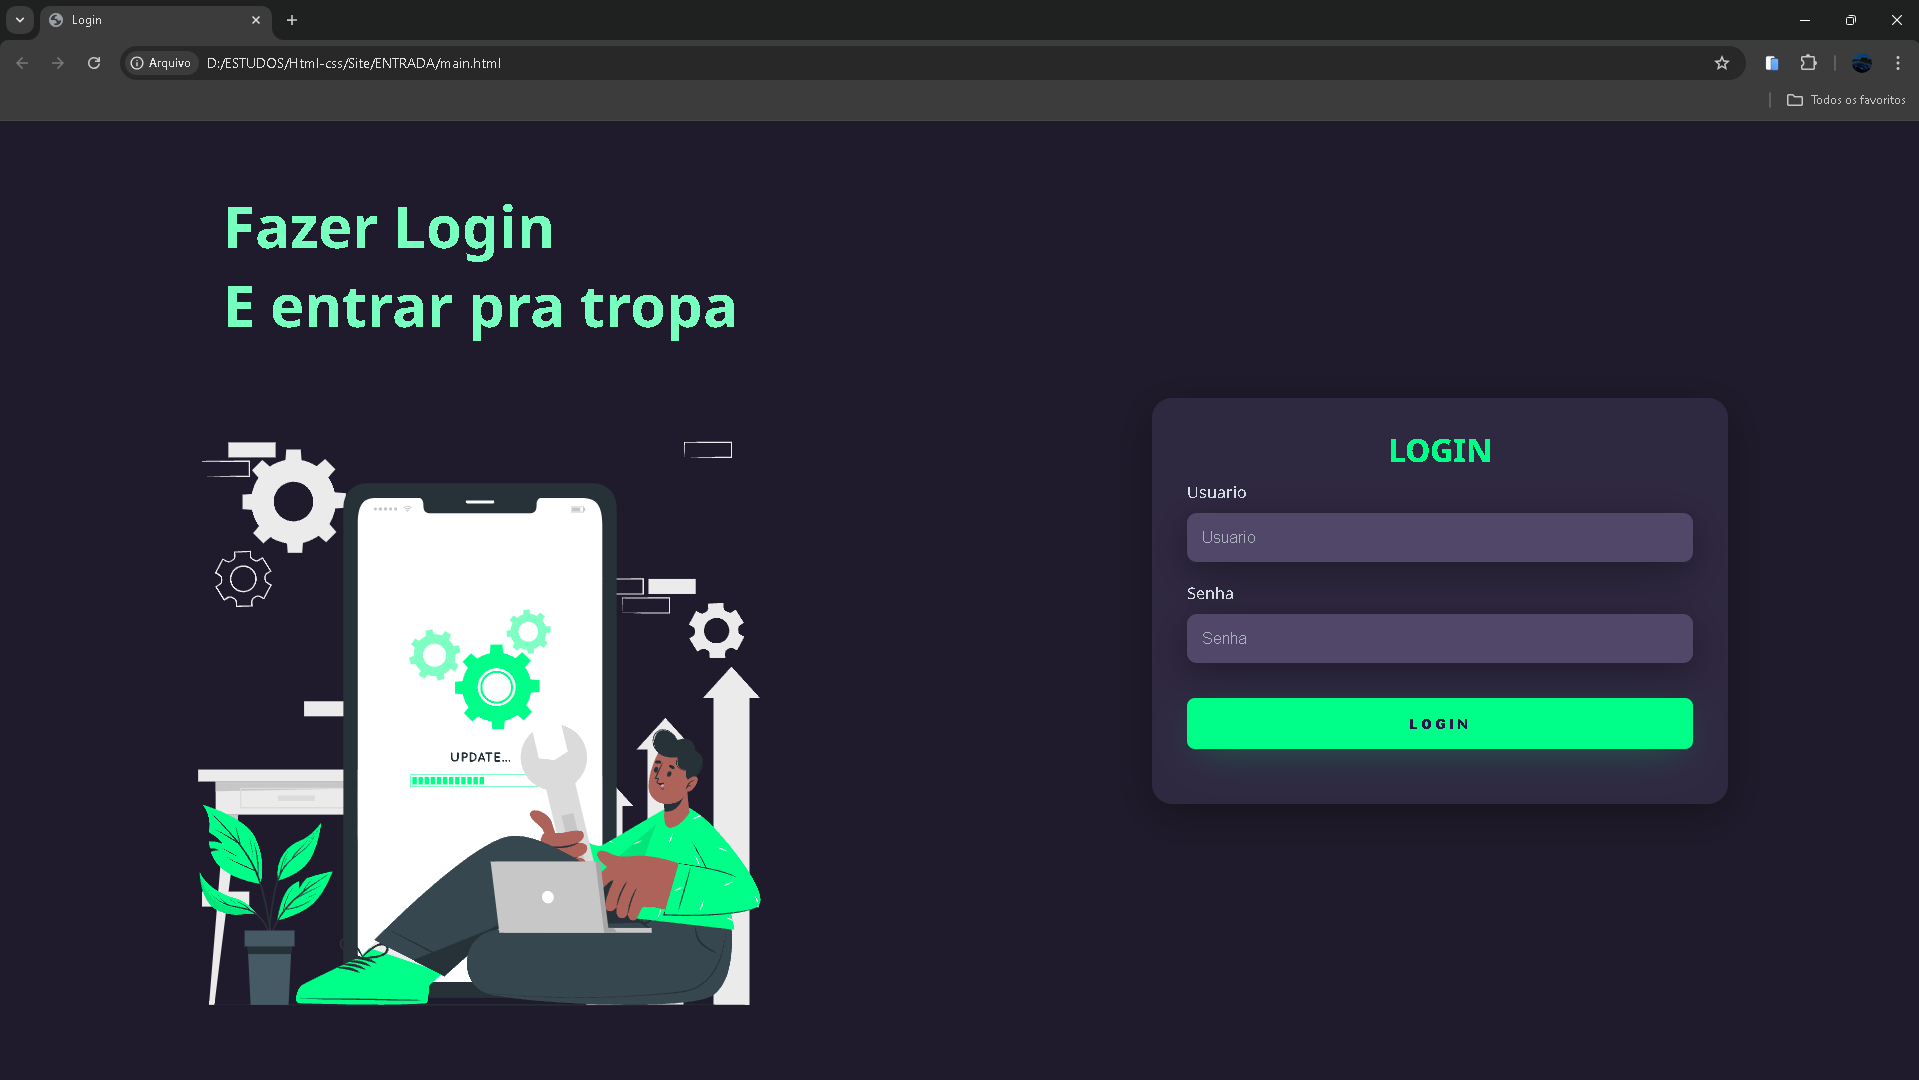 Login
Arquivo
D:/ESTUDOS/Html-css/Site/ENTRADA/main.html
Todos os favoritos
Fazer Login
E entrar pra tropa
UPDATE...
LOGIN
Usuario
Usuario
Senha
Senha
LOGIN